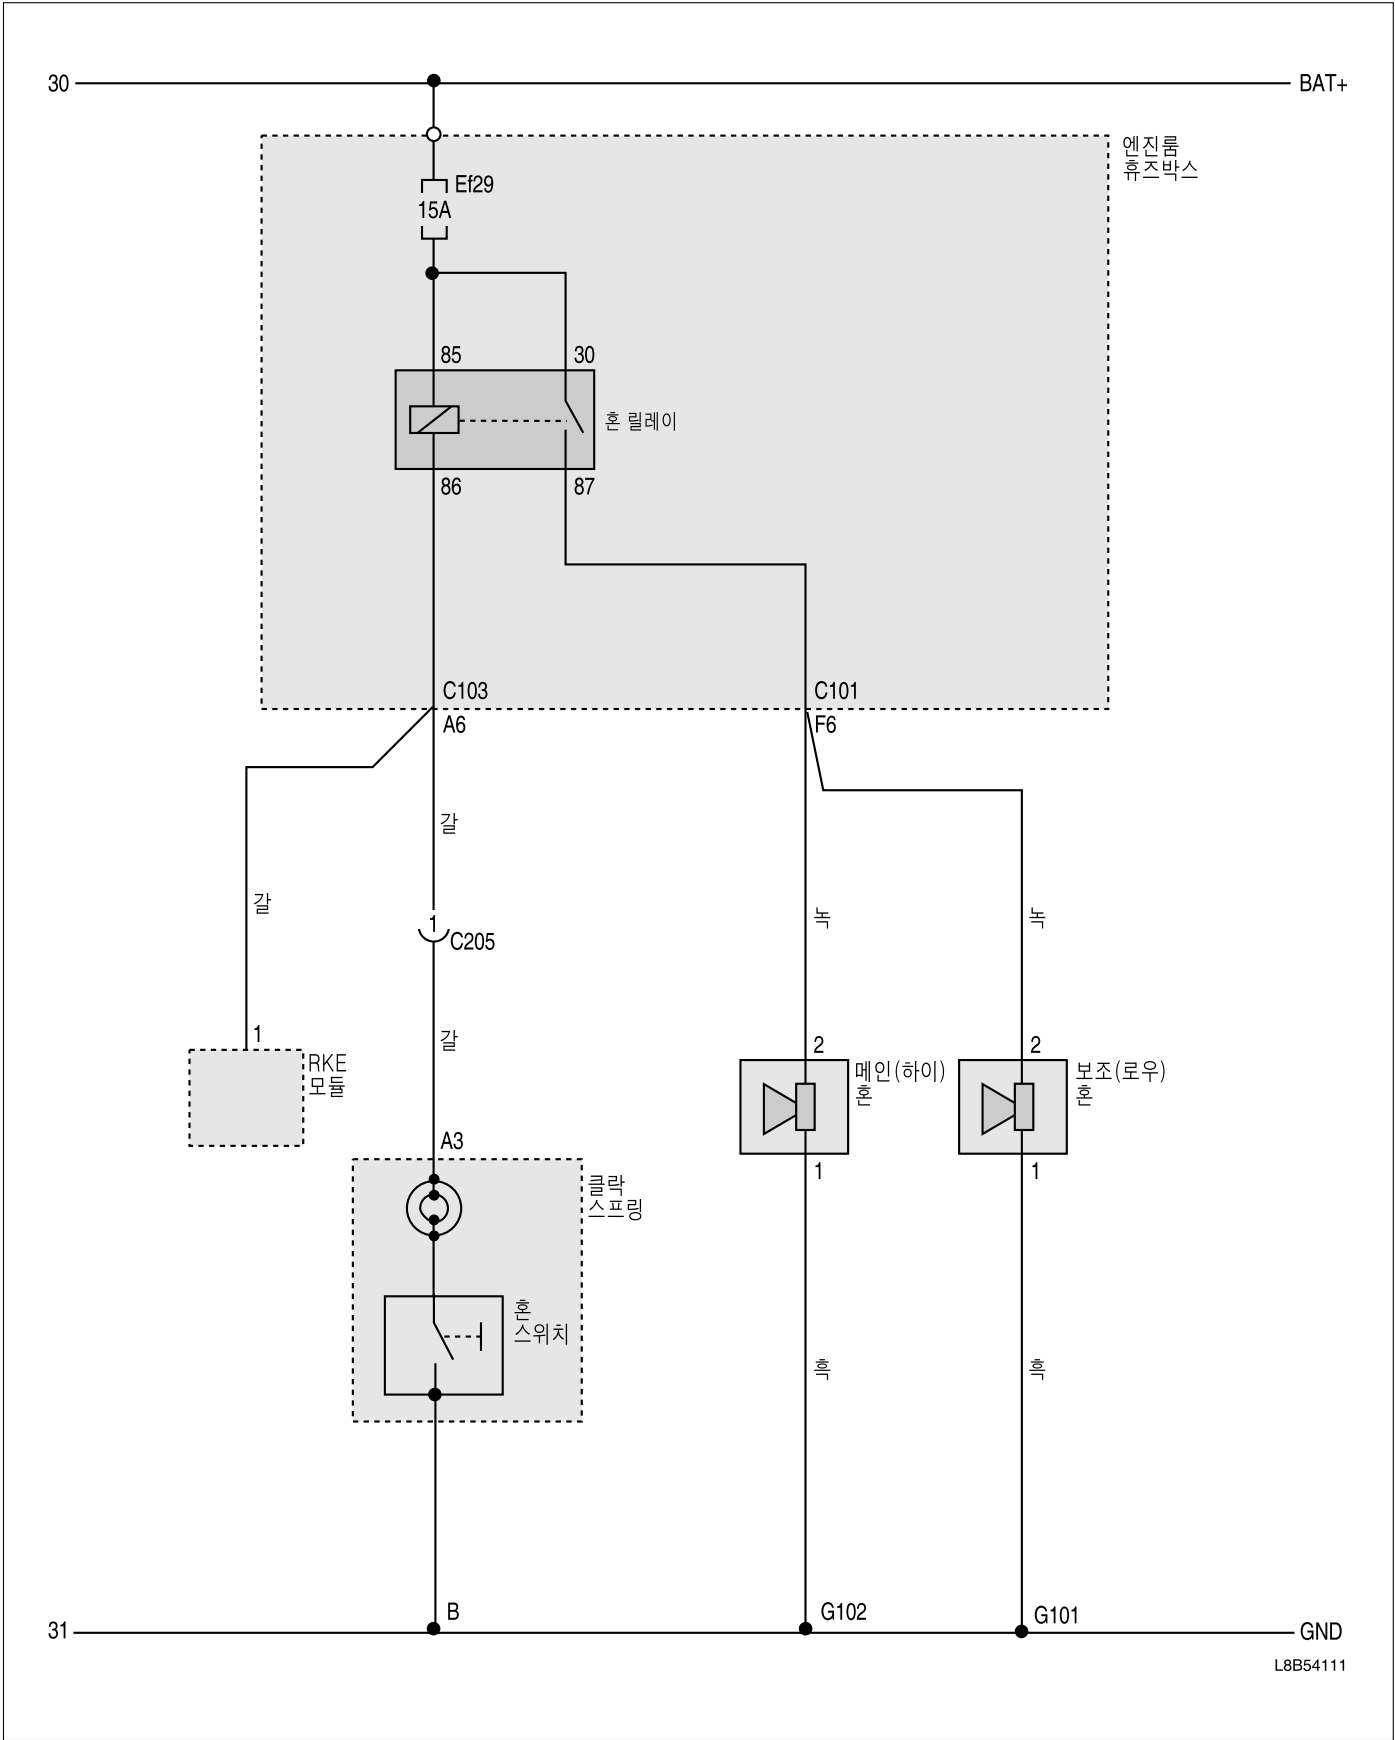 30
BAT+
엔진룸
휴즈박스
Ef29
15A
85
30
혼 릴레이
86
87
C103
C101
A6
F6
갈
갈
녹
녹
1
C205
1
갈
2
2
RKE
모듈
메인(하이)
혼
보조(로우)
혼
A3
1
1
클락
스프링
혼
스위치
흑
흑
B
G102
G101
31
GND
L8B54111